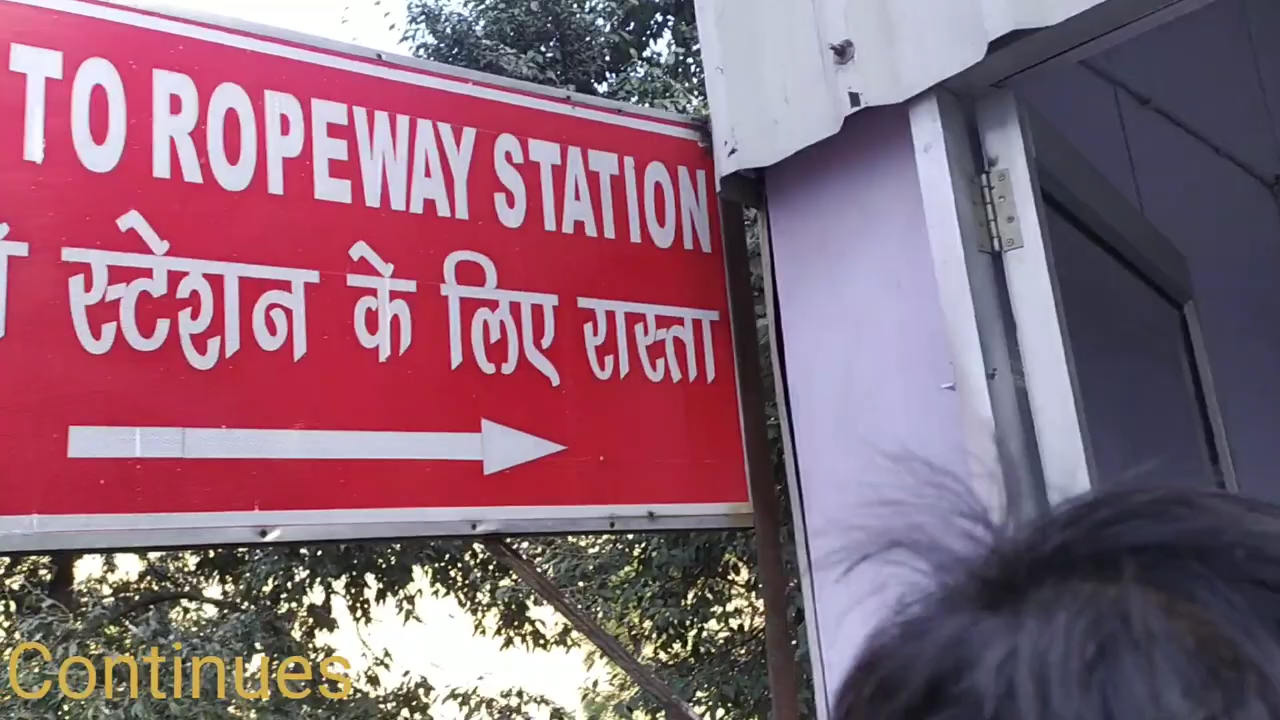 TO ROPEWAY STATION
स्टेशन के लिए रास्ता
Continues